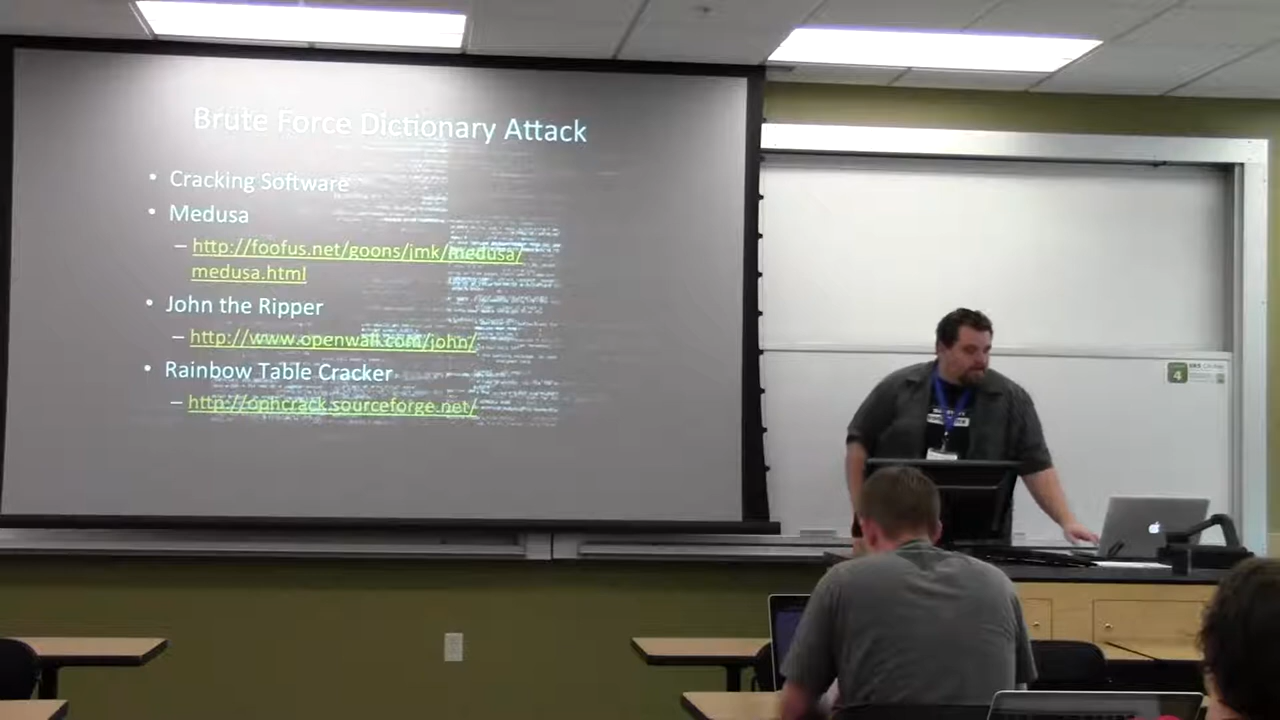 Brute Force Dictionary Attack
• Cracking Software
• Medusa
– http://foofus.net/goons/jmk/medusa/
medusa.html
• John the Ripper
– http://www.openwall.com/john/
• Rainbow Table Cracker
– http://ophcrack.sourceforge.net/
4